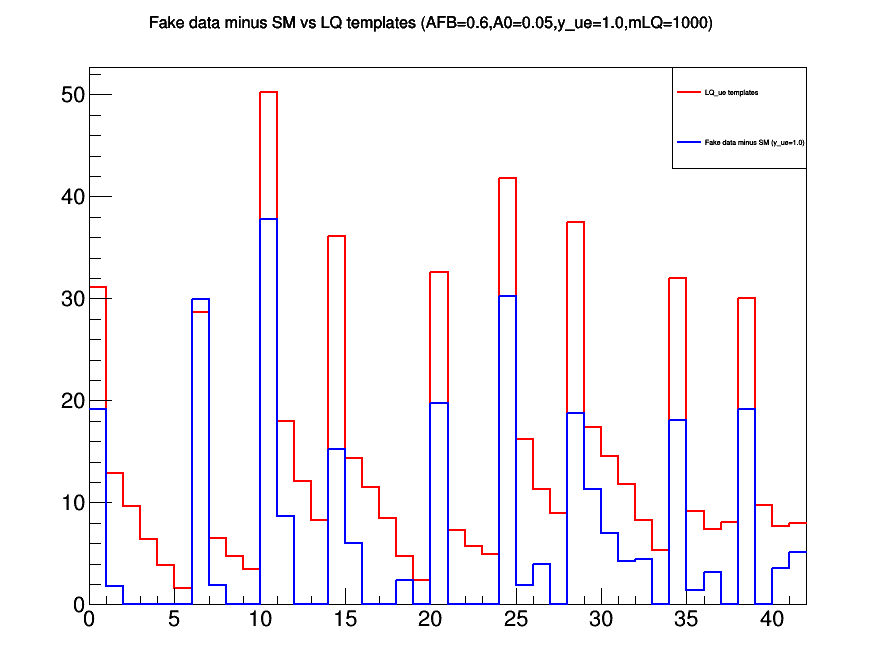 Fake data minus SM vs LQ templates (AFB=0.6,A0=0.05,y_ue=1.0,mLQ=1000)
LQ_ue templates
Fake data minus SM (y_ue=1.0)
50
40
30
20
10
0
0 5 10 15 20 25 30 35 40